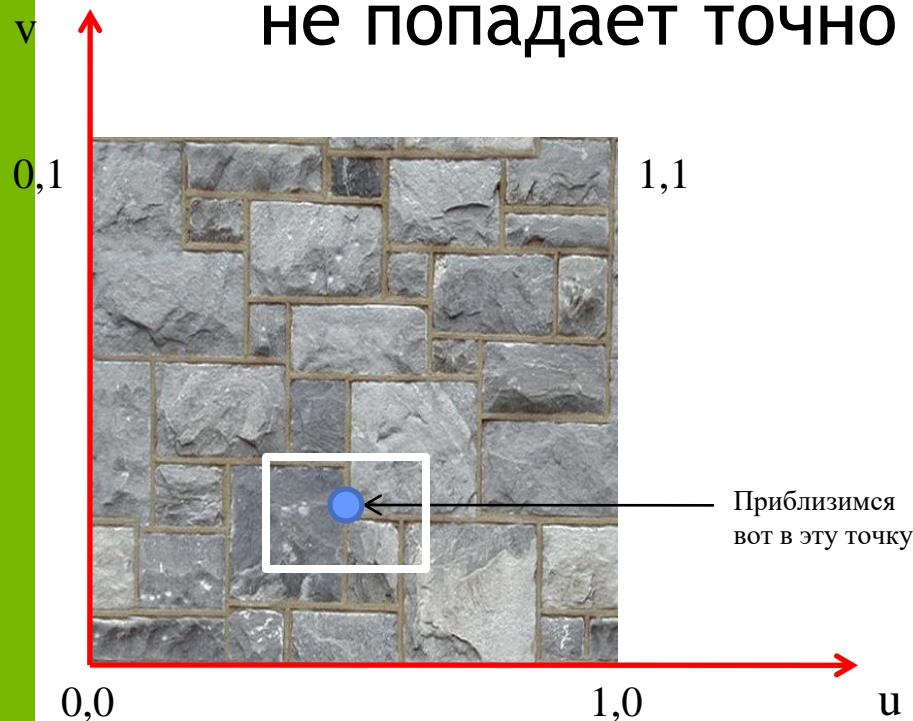 не попадает точно
v
0,1
1,1
Приблизимся
вот в эту точку
0,0
1,0
u